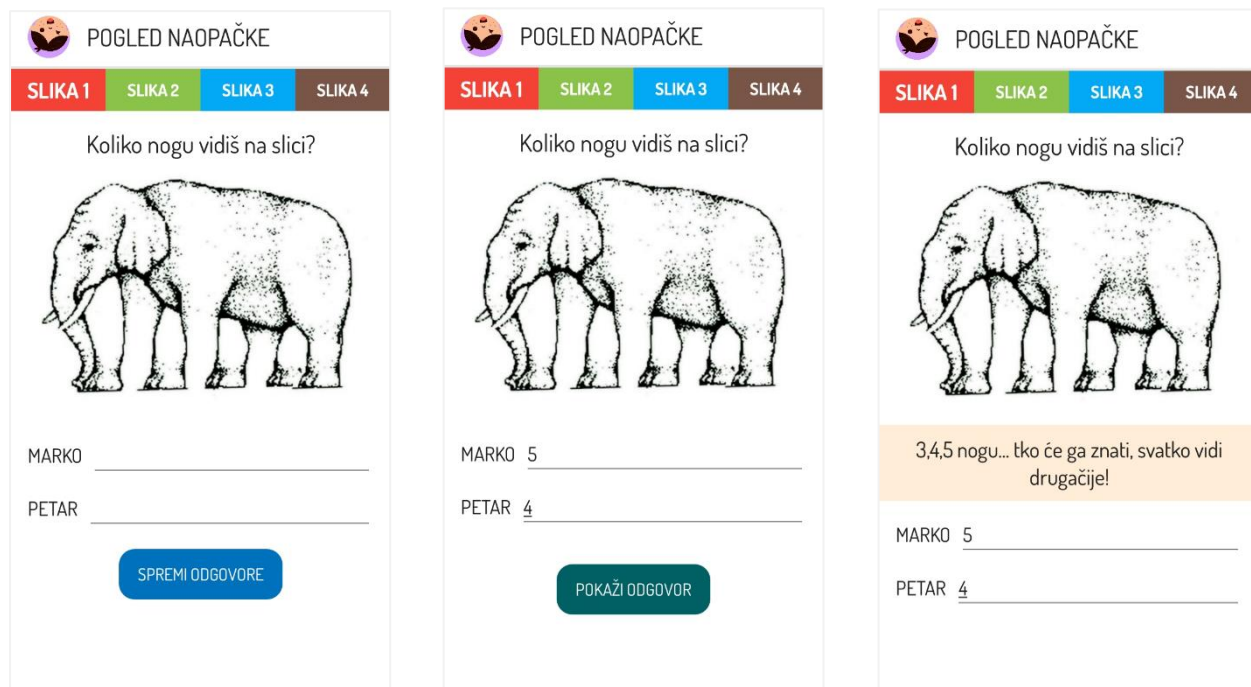 POGLED NAOPAČKE
SLIKA 1 SLIKA 2 SLIKA 3 SLIKA 4
Koliko nogu vidiš na slici?
MARKO
PETAR
SPREMI ODGOVORE
POGLED NAOPAČKE
SLIKA 1 SLIKA 2 SLIKA 3 SLIKA 4
Koliko nogu vidiš na slici?
MARKO 5
PETAR 4
POKAŽI ODGOVOR
POGLED NAOPAČKE
SLIKA 1 SLIKA 2 SLIKA 3 SLIKA 4
Koliko nogu vidiš na slici?
3,4,5 nogu... tko će ga znati, svatko vidi
drugačije!
MARKO 5
PETAR 4